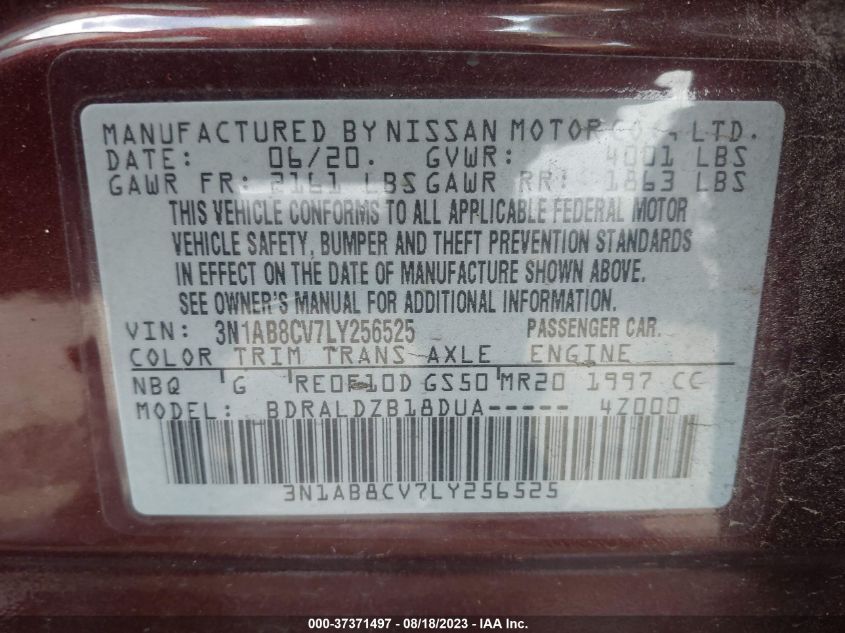 MANUFACTURED BY NISSAN MOTOR CO., LTD.
DATE: 06/20. GVWR: 4001 LBS
GAWR FR: 2161 LBS GAWR RR: 1863 LBS
THIS VEHICLE CONFORMS TO ALL APPLICABLE FEDERAL MOTOR
VEHICLE SAFETY, BUMPER AND THEFT PREVENTION STANDARDS
IN EFFECT ON THE DATE OF MANUFACTURE SHOWN ABOVE.
SEE OWNER'S MANUAL FOR ADDITIONAL INFORMATION.
VIN: 3N1AB8CV7LY256525 PASSENGER CAR.
COLOR TRIM TRANS AXLE ENGINE
NBQ G RE0F10D GS50 MR20 1997 CC
MODEL: BDRALDZB18DUA----- 4Z000
3N1AB8CV7LY256525
000-37371497 - 08/18/2023 - IAA Inc.